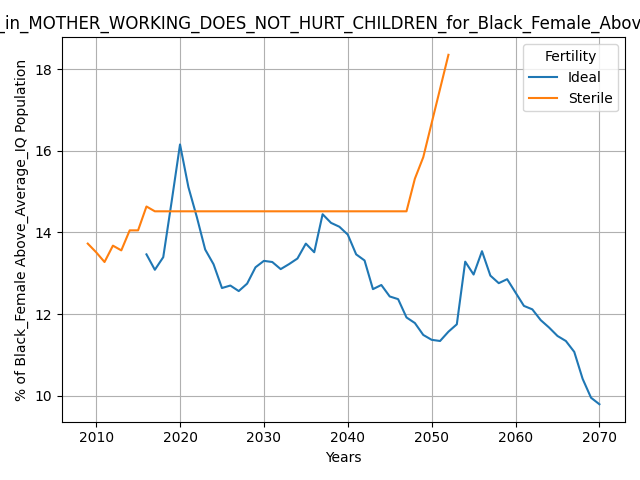 _in_MOTHER_WORKING_DOES_NOT_HURT_CHILDREN_for_Black_Female_Abov
Fertility
Ideal
Sterile
% of Black_Female Above_Average_IQ Population
18
16
14
12
10
2010 2020 2030 2040 2050 2060 2070
Years